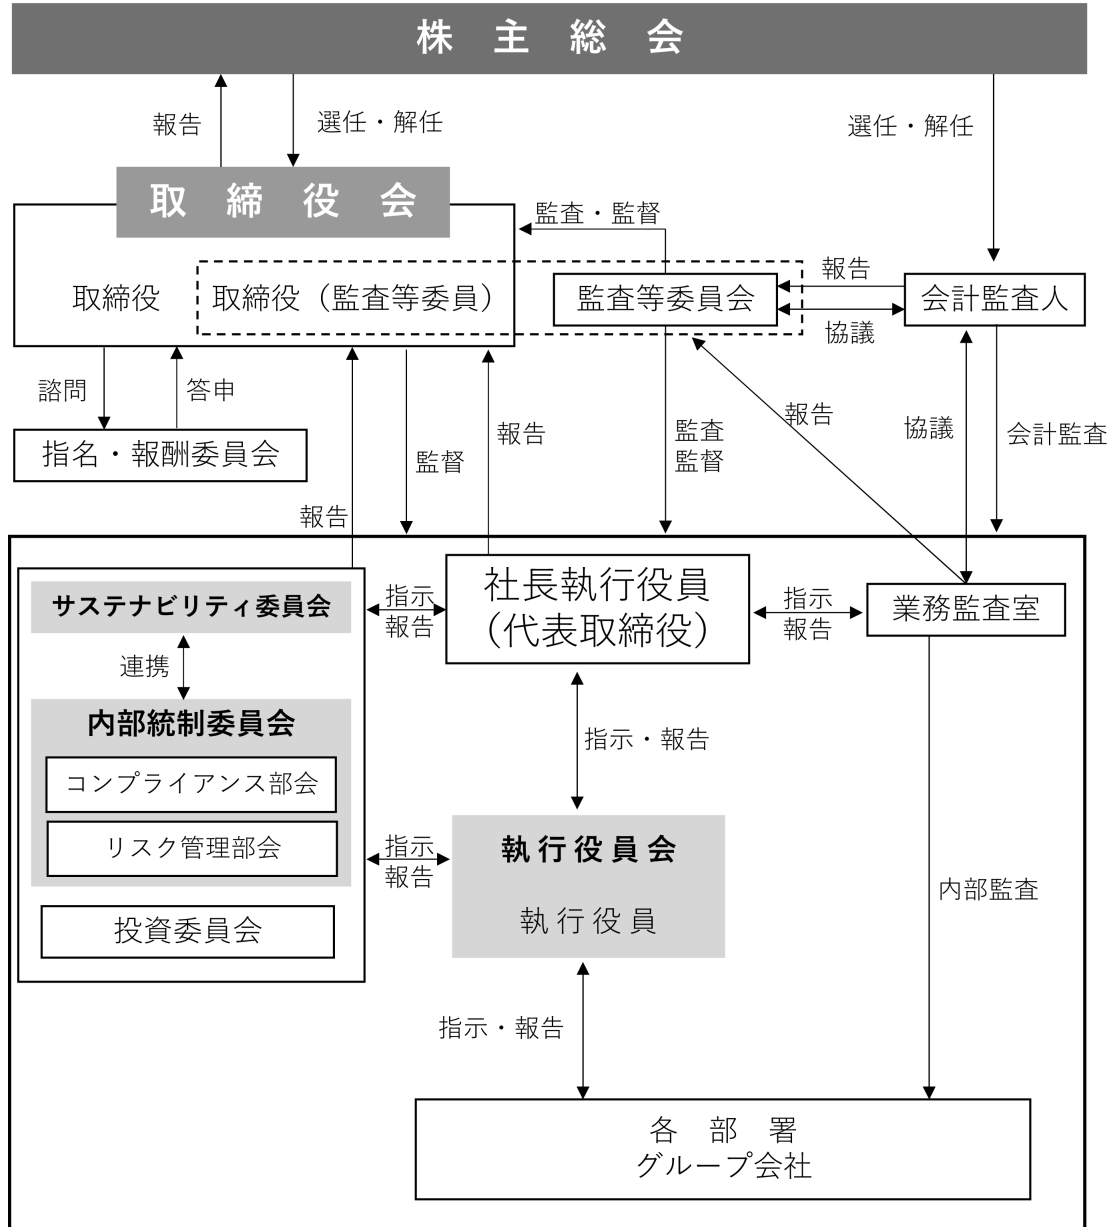 株 主 総 会
報告
選任・解任
選任・解任
取 締 役 会
監査・監督
取締役
取締役（監査等委員）
監査等委員会
報告
協議
会計監査人
諮問
答申
指名・報酬委員会
報告
監督
報告
監査
監督
報告
協議
会計監査
サステナビリティ委員会
連携
内部統制委員会
コンプライアンス部会
リスク管理部会
投資委員会
指示
報告
社長執行役員
（代表取締役）
指示
報告
業務監査室
指示・報告
指示
報告
執行役員会
執行役員
内部監査
指示・報告
各 部 署
グループ会社